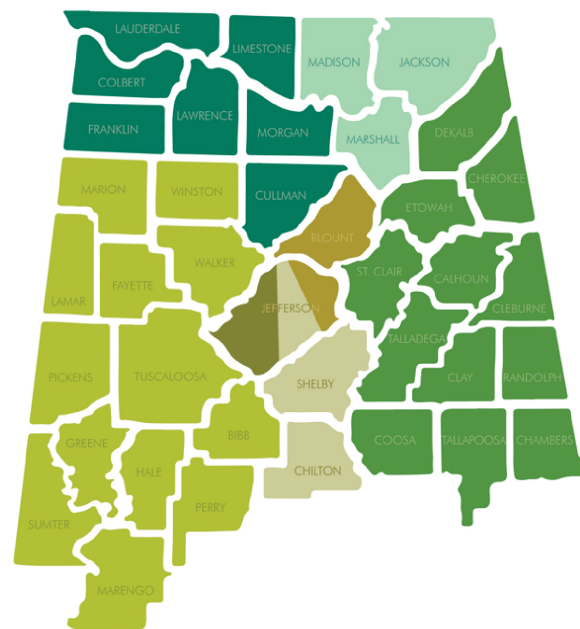 LAUDERDALE
LIMESTONE
MADISON
JACKSON
COLBERT
FRANKLIN
LAWRENCE
MORGAN
MARSHALL
DEKALB
CHEROKEE
MARION
WINSTON
CULLMAN
ETOWAH
BLOUNT
WALKER
ST. CLAIR
CALHOUN
LAMAR
FAYETTE
JEFFERSON
CLEBURNE
TALLADEGA
PICKENS
TUSCALOOSA
SHELBY
CLAY
RANDOLPH
GREENE
BIBB
COOSA
TALLAPOOSA
CHAMBERS
HALE
CHILTON
SUMTER
PERRY
MARENGO